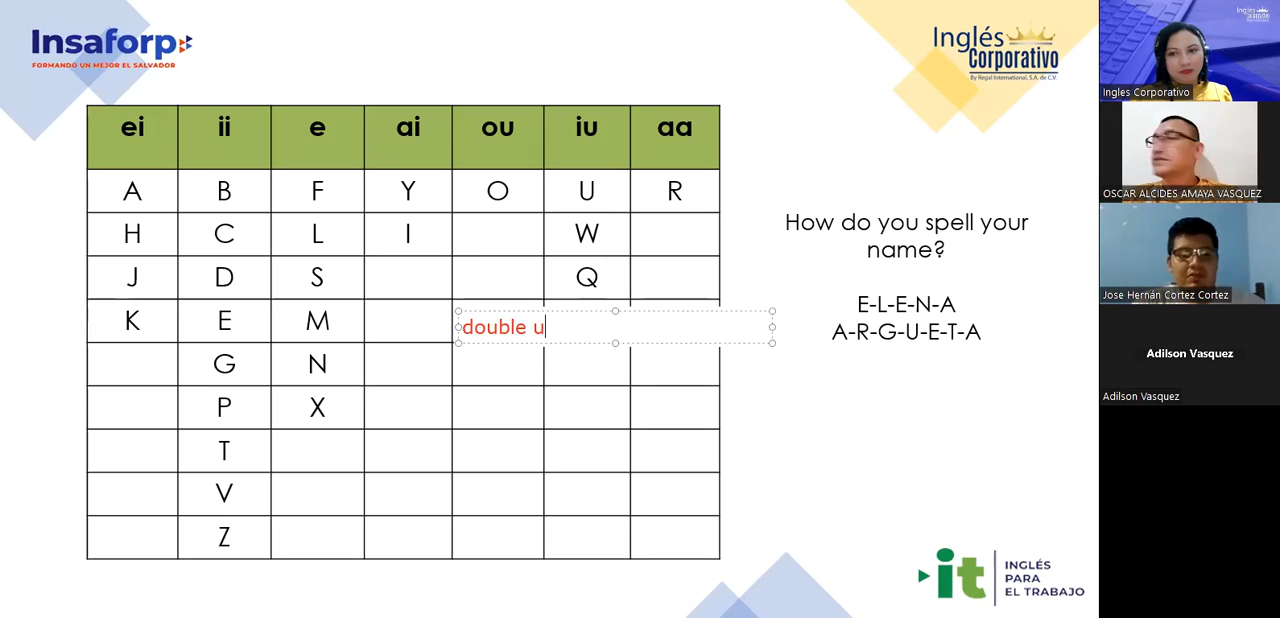 Insaforp
FORMANDO UN MEJOR EL SALVADOR
Inglés
Corporativo
By Regal International, S.A. de C.V.
ei ii e ai ou iu aa
A B F Y O U R
H C L I W
J D S Q
K E M
double u
G N
P X
T
V
Z
How do you spell your
name?
E-L-E-N-A
A-R-G-U-E-T-A
it
INGLÉS
PARA
EL TRABAJO
Ingles Corporativo
OSCAR ALCIDES AMAYA VASQUEZ
Jose Hernán Cortez Cortez
Adilson Vasquez
Adilson Vasquez